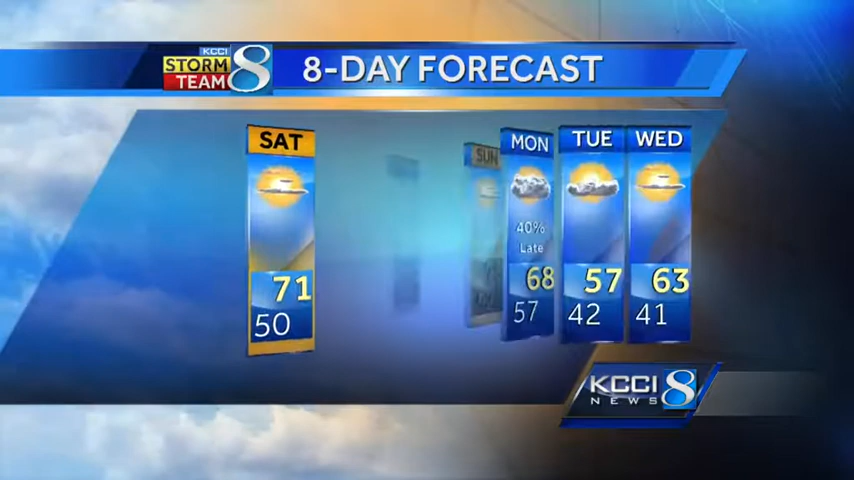 KCCI
STORM
TEAM
8
8-DAY FORECAST
SAT
71
50
SUN
MON
40%
Late
68
57
TUE
57
42
WED
63
41
KCCI 8
NEWS